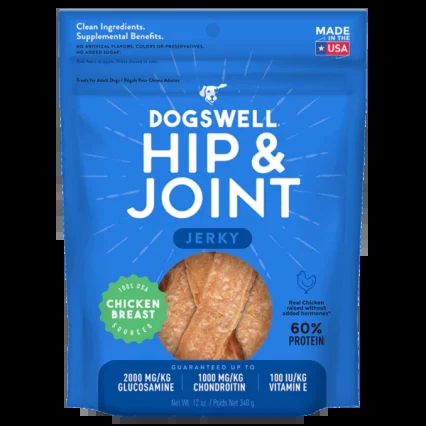 Clean Ingredients.
Supplemental Benefits.
NO ARTIFICIAL FLAVORS, COLORS OR PRESERVATIVES
NO ADDED SUGAR
Treats for Adult Dogs / Régals Pour Chiens Adultes
MADE
IN THE
USA
DOGSWELL
HIP &
JOINT
JERKY
100% USA
CHICKEN
BREAST
SOURCED
Real Chicken
raised without
added hormones*
60%
PROTEIN
GUARANTEED UP TO
2000 MG/KG
GLUCOSAMINE
1000 MG/KG
CHONDROITIN
100 IU/KG
VITAMIN E
Net Wt. 12 oz. / Poids Net 340 g